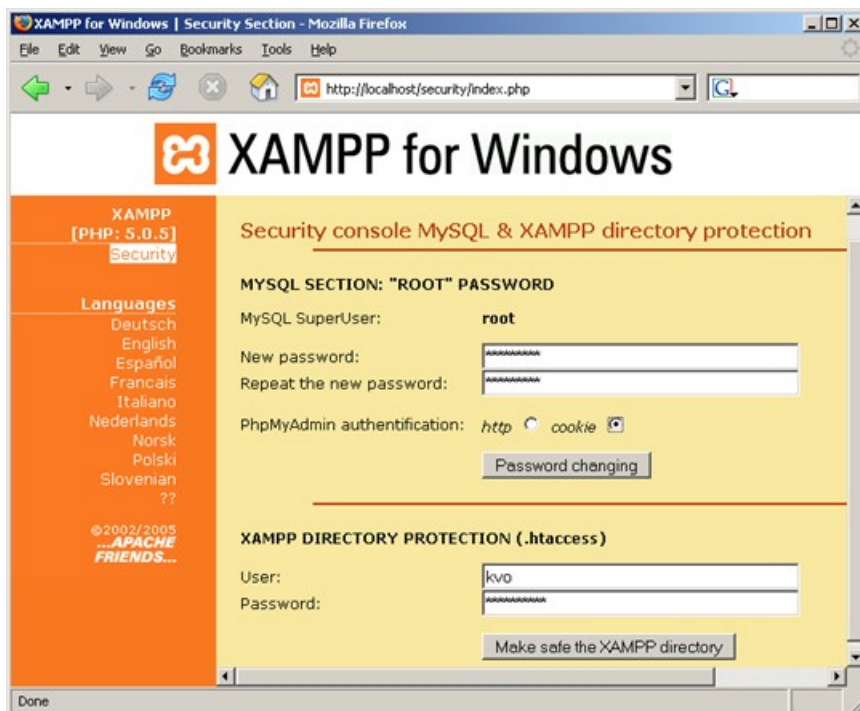 XAMPP for Windows | Security Section - Mozilla Firefox
File Edit View Go Bookmarks Tools Help
http://localhost/security/index.php
G
XAMPP for Windows
XAMPP
[PHP: 5.0.5]
Security
Languages
Deutsch
English
Español
Francais
Italiano
Nederlands
Norsk
Polski
Slovenian
??
©2002/2005
...APACHE
FRIENDS...
Security console MySQL & XAMPP directory protection
MYSQL SECTION: "ROOT" PASSWORD
MySQL SuperUser: root
New password: *********
Repeat the new password: *********
PhpMyAdmin authentification: http cookie
Password changing
XAMPP DIRECTORY PROTECTION (.htaccess)
User: kvo
Password: **********
Make safe the XAMPP directory
Done